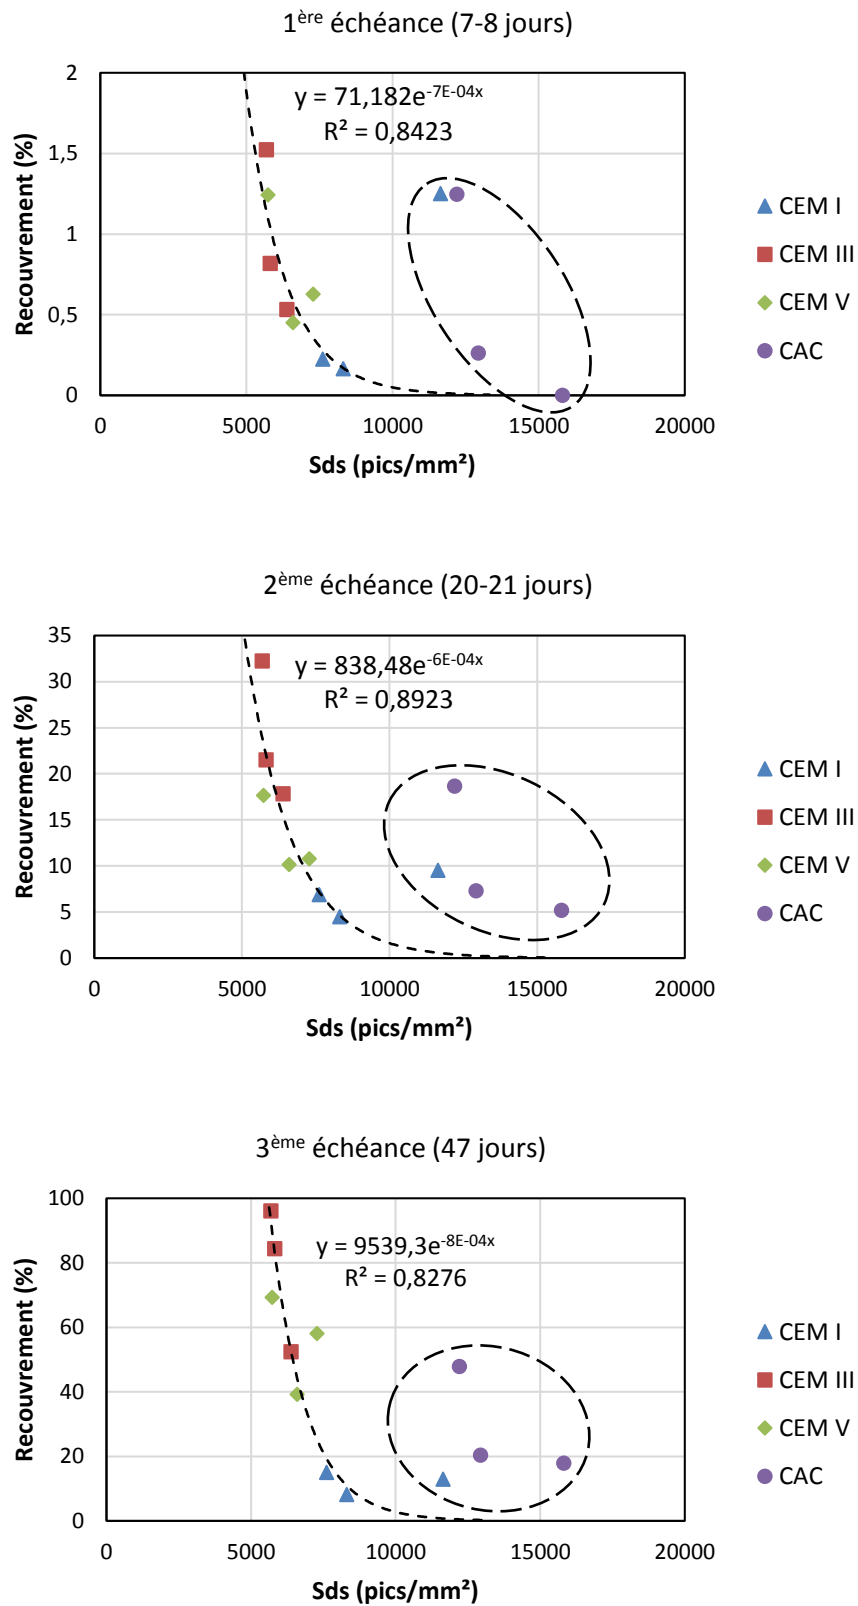 1ère échéance (7-8 jours)
y = 71,182e-7E-04x
R² = 0,8423
2
1,5
1
0,5
0
Recouvrement (%)
0 5000 10000 15000 20000
Sds (pics/mm²)
CEM I
CEM III
CEM V
CAC
2ème échéance (20-21 jours)
y = 838,48e-6E-04x
R² = 0,8923
35
30
25
20
15
10
5
0
Recouvrement (%)
0 5000 10000 15000 20000
Sds (pics/mm²)
CEM I
CEM III
CEM V
CAC
3ème échéance (47 jours)
y = 9539,3e-8E-04x
R² = 0,8276
100
80
60
40
20
0
Recouvrement (%)
0 5000 10000 15000 20000
Sds (pics/mm²)
CEM I
CEM III
CEM V
CAC